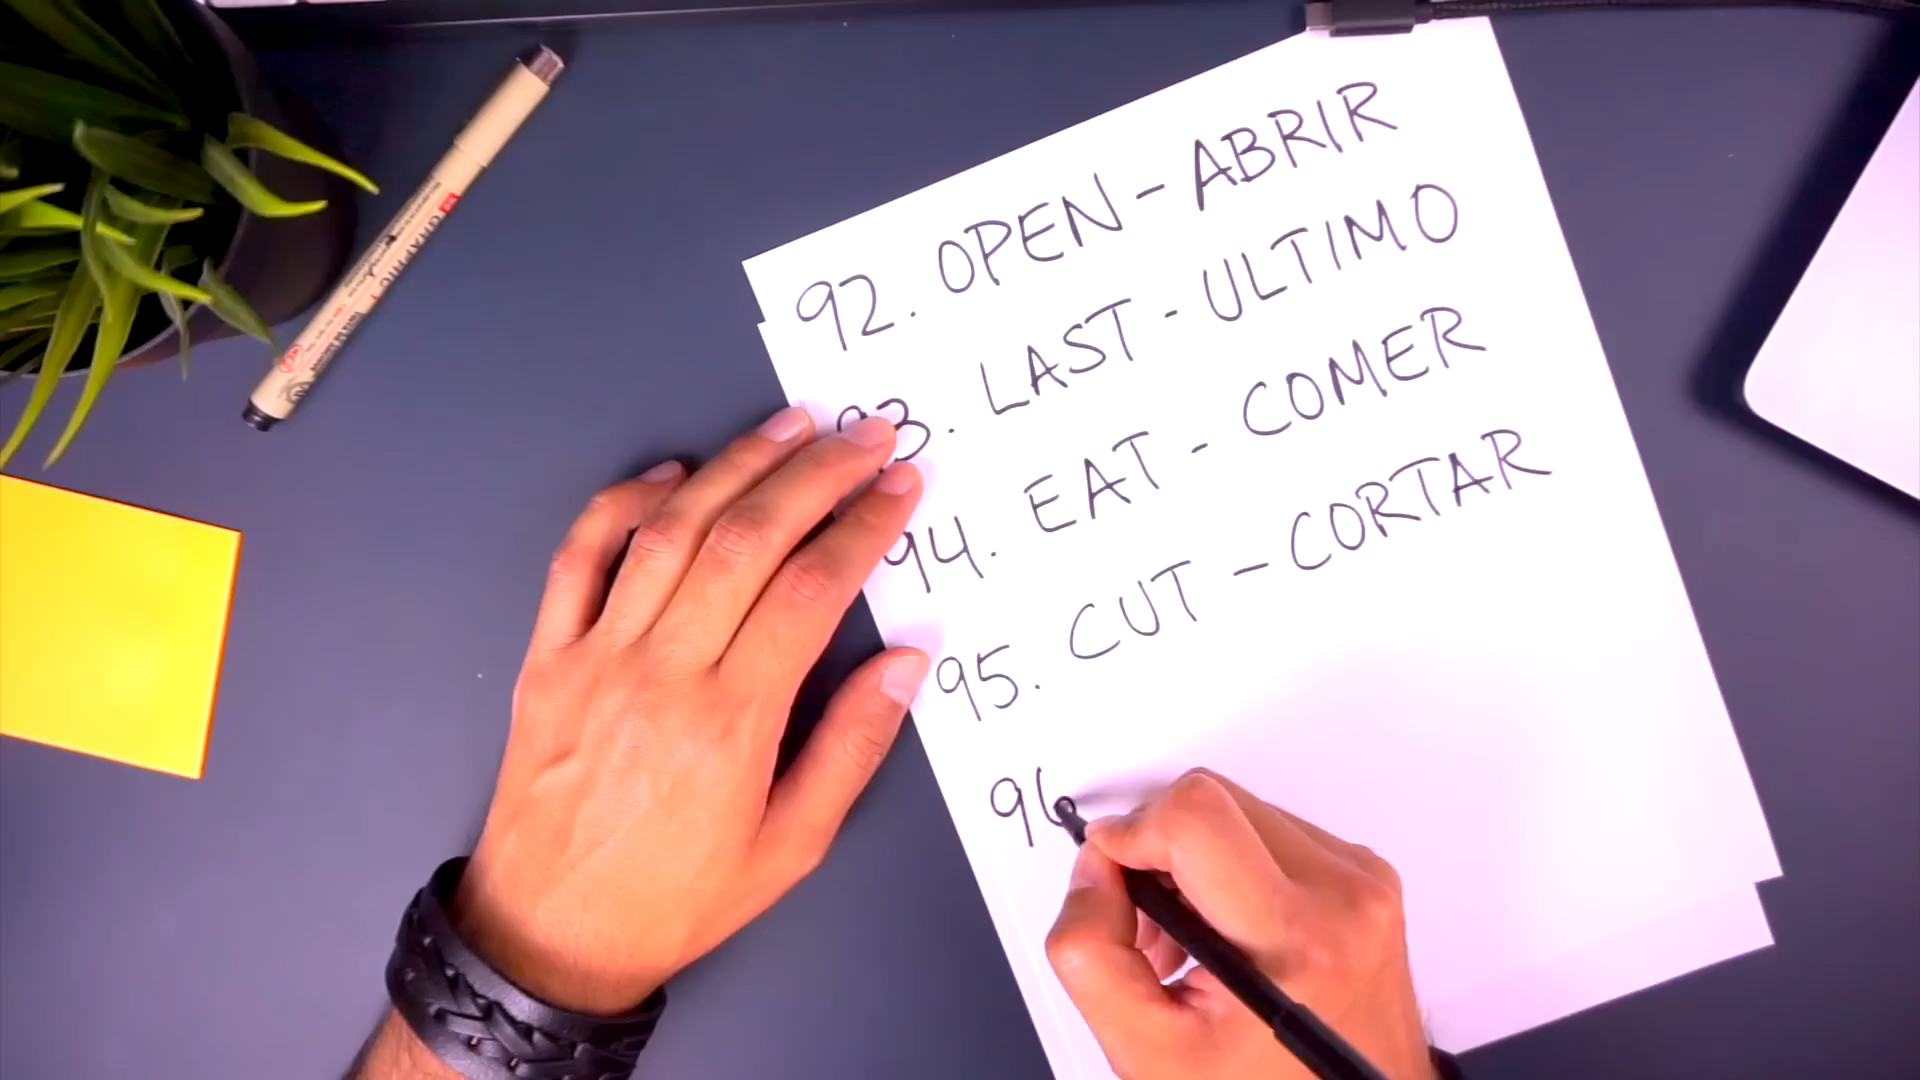 92. OPEN - ABRIR
93. LAST - ULTIMO
94. EAT - COMER
95. CUT - CORTAR
96